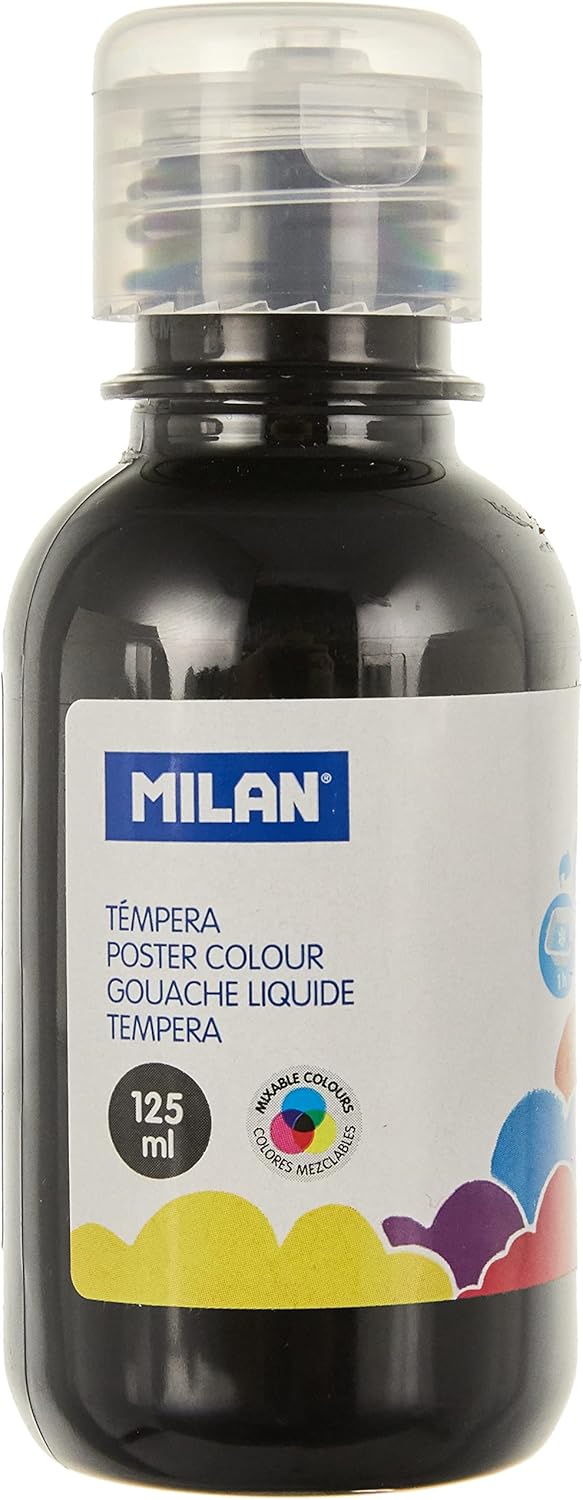 MILAN®
TÉMPERA
POSTER COLOUR
GOUACHE LIQUIDE
TEMPERA
125
ml
MIXABLE COLOURS
COLORES MEZCLABLES